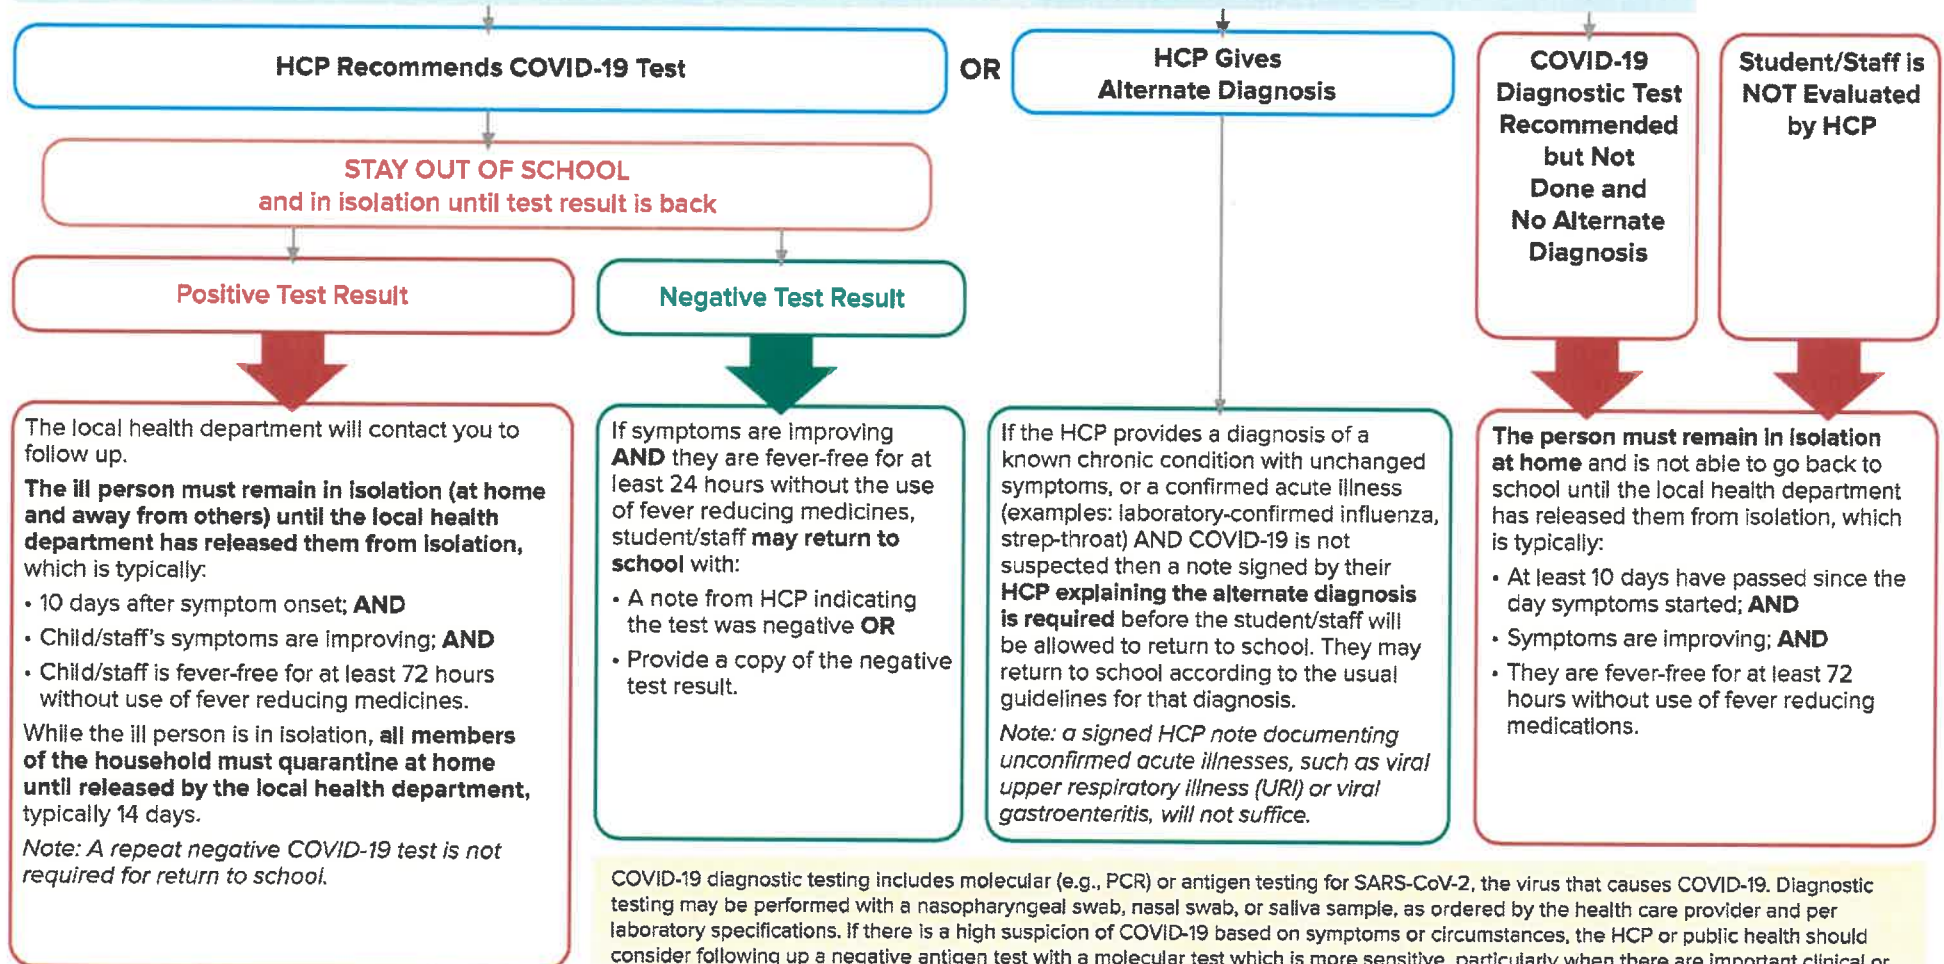 HCP Recommends COVID-19 Test
OR
HCP Gives
Alternate Diagnosis
COVID-19
Diagnostic Test
Recommended
but Not
Done and
No Alternate
Diagnosis
Student/Staff is
NOT Evaluated
by HCP
STAY OUT OF SCHOOL
and in isolation until test result is back
Positive Test Result
Negative Test Result
The local health department will contact you to
follow up.
The ill person must remain in isolation (at home
and away from others) until the local health
department has released them from isolation,
which is typically:
• 10 days after symptom onset; AND
• Child/staff's symptoms are improving; AND
• Child/staff is fever-free for at least 72 hours
without use of fever reducing medicines.
While the ill person is in isolation, all members
of the household must quarantine at home
until released by the local health department,
typically 14 days.
Note: A repeat negative COVID-19 test is not
required for return to school.
If symptoms are improving
AND they are fever-free for at
least 24 hours without the use
of fever reducing medicines,
student/staff may return to
school with:
• A note from HCP indicating
the test was negative OR
• Provide a copy of the negative
test result.
If the HCP provides a diagnosis of a
known chronic condition with unchanged
symptoms, or a confirmed acute illness
(examples: laboratory-confirmed influenza,
strep-throat) AND COVID-19 is not
suspected then a note signed by their
HCP explaining the alternate diagnosis
is required before the student/staff will
be allowed to return to school. They may
return to school according to the usual
guidelines for that diagnosis.
Note: a signed HCP note documenting
unconfirmed acute illnesses, such as viral
upper respiratory illness (URI) or viral
gastroenteritis, will not suffice.
The person must remain in isolation
at home and is not able to go back to
school until the local health department
has released them from isolation, which
is typically:
• At least 10 days have passed since the
day symptoms started; AND
• Symptoms are improving; AND
• They are fever-free for at least 72
hours without use of fever reducing
medications.
COVID-19 diagnostic testing includes molecular (e.g., PCR) or antigen testing for SARS-CoV-2, the virus that causes COVID-19. Diagnostic
testing may be performed with a nasopharyngeal swab, nasal swab, or saliva sample, as ordered by the health care provider and per
laboratory specifications. If there is a high suspicion of COVID-19 based on symptoms or circumstances, the HCP or public health should
consider following up a negative antigen test with a molecular test which is more sensitive, particularly when there are important clinical or